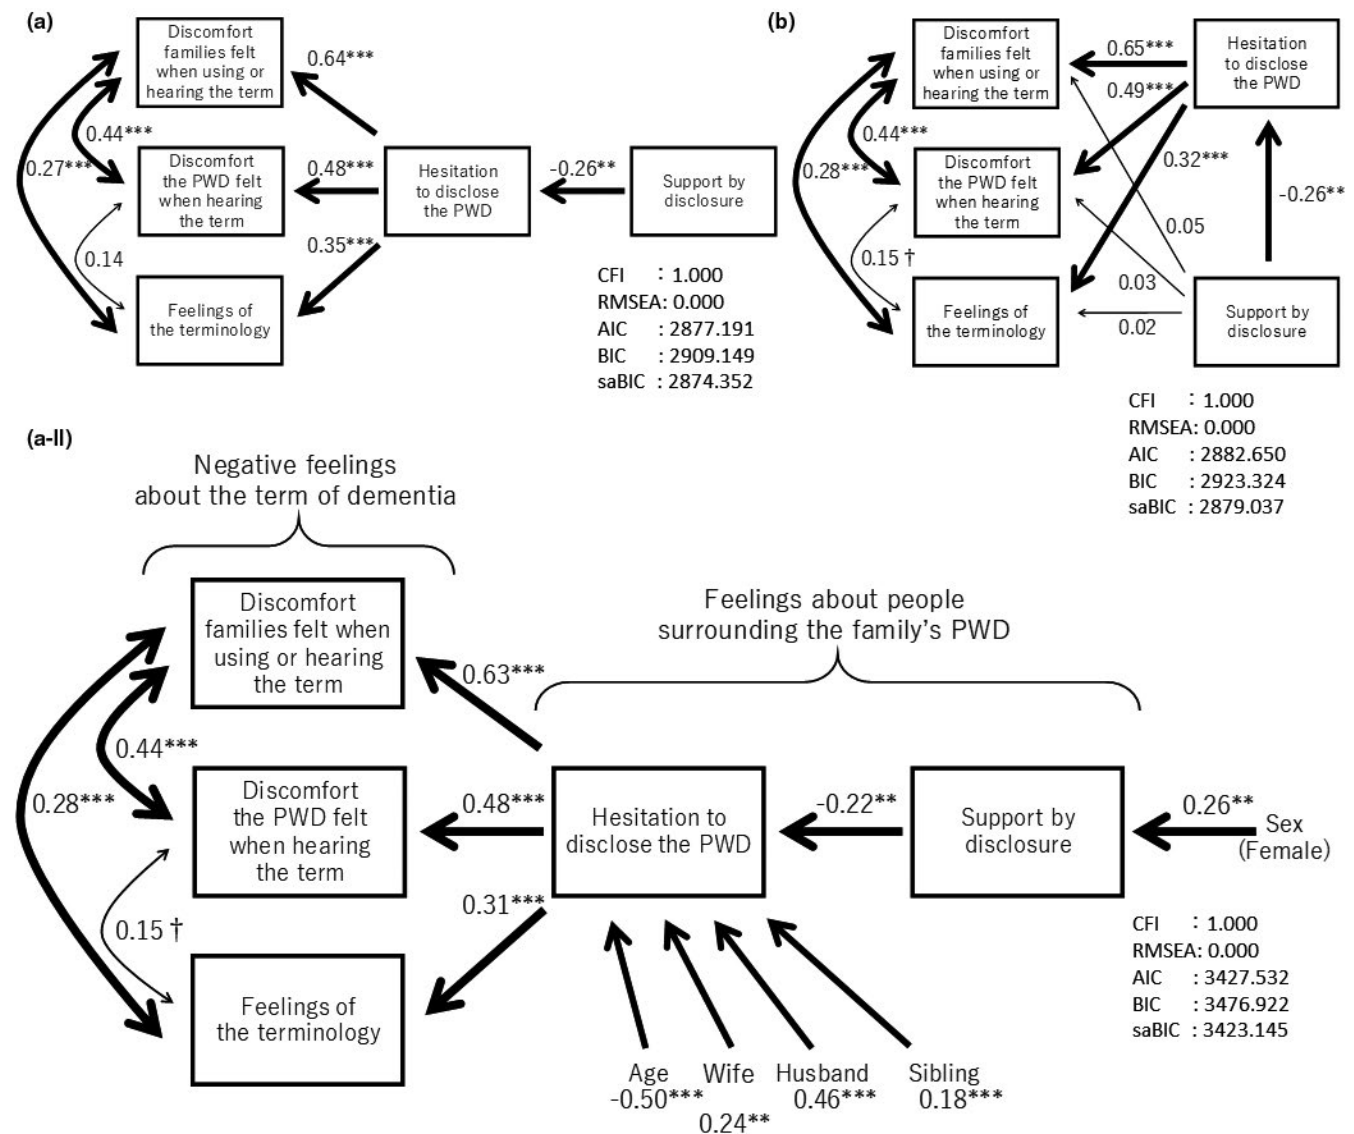 (a)
Discomfort
families felt
when using or
hearing the term
0.64***
0.44***
0.27***
Discomfort
the PWD felt
when hearing
the term
0.48***
Hesitation
to disclose
the PWD
-0.26**
Support by
disclosure
0.35***
0.14
Feelings of
the terminology
CFI : 1.000
RMSEA: 0.000
AIC : 2877.191
BIC : 2909.149
saBIC : 2874.352
(b)
Discomfort
families felt
when using or
hearing the term
0.65***
Hesitation
to disclose
the PWD
0.49***
0.44***
0.28***
Discomfort
the PWD felt
when hearing
the term
0.32***
-0.26**
0.05
0.15 †
0.03
Feelings of
the terminology
0.02
Support by
disclosure
CFI : 1.000
RMSEA: 0.000
AIC : 2882.650
BIC : 2923.324
saBIC : 2879.037
(a-II)
Negative feelings
about the term of dementia
Discomfort
families felt when
using or hearing
the term
Feelings about people
surrounding the family's PWD
0.63***
0.44***
0.28***
Discomfort
the PWD felt
when hearing
the term
0.48***
Hesitation to
disclose the PWD
-0.22**
Support by
disclosure
0.26**
Sex
(Female)
0.31***
0.15 †
Feelings of
the terminology
Age
-0.50***
Wife
0.24**
Husband
0.46***
Sibling
0.18***
CFI : 1.000
RMSEA: 0.000
AIC : 3427.532
BIC : 3476.922
saBIC : 3423.145